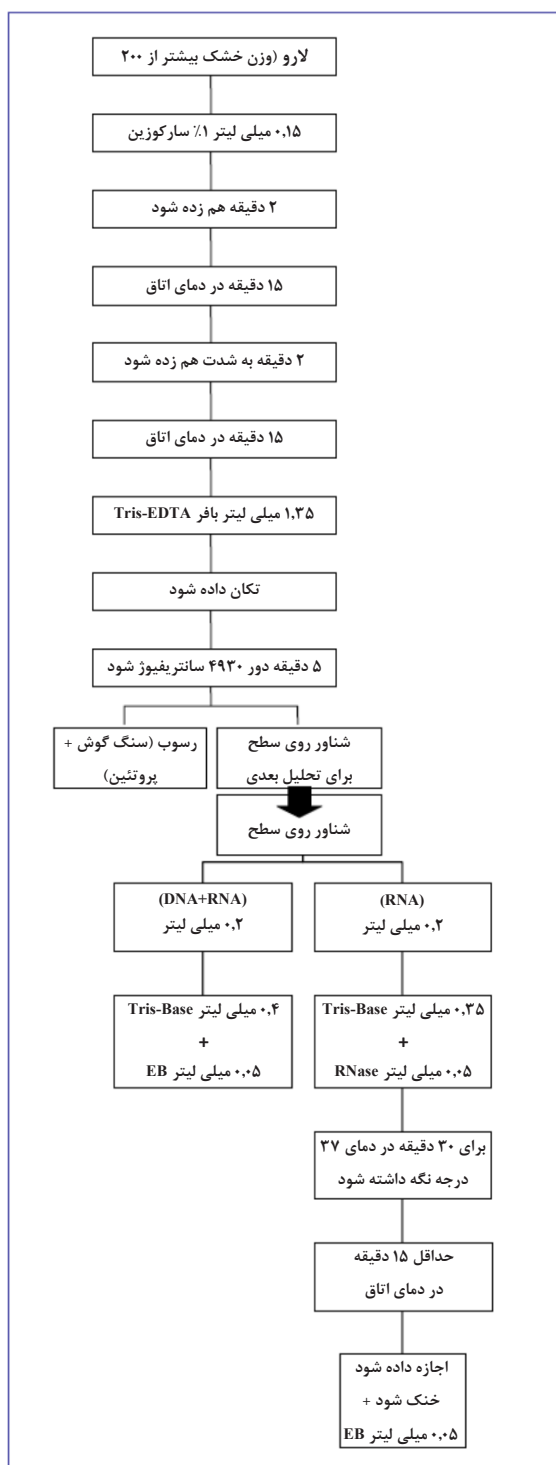 لارو (وزن خشک بیشتر از ۲۰۰
۰,۱۵ میلی لیتر ۱٪ سارکوزین
۲ دقیقه هم زده شود
۱۵ دقیقه در دمای اتاق
۲ دقیقه به شدت هم زده شود
۱۵ دقیقه در دمای اتاق
۱,۳۵ میلی لیتر بافر Tris-EDTA
تکان داده شود
۵ دقیقه دور ۴۹۳۰ سانتریفیوژ شود
شناور روی سطح
برای تحلیل بعدی
رسوب (سنگ گوش +
پروتئین)
شناور روی سطح
(RNA)
۰,۲ میلی لیتر
(DNA+RNA)
۰,۲ میلی لیتر
۰,۳۵ میلی لیتر Tris-Base
+
۰,۰۵ میلی لیتر RNase
۰,۴ میلی لیتر Tris-Base
+
۰,۰۵ میلی لیتر EB
برای ۳۰ دقیقه در دمای ۳۷
درجه نگه داشته شود
حداقل ۱۵ دقیقه
در دمای اتاق
اجازه داده شود
خنک شود +
۰,۰۵ میلی لیتر EB